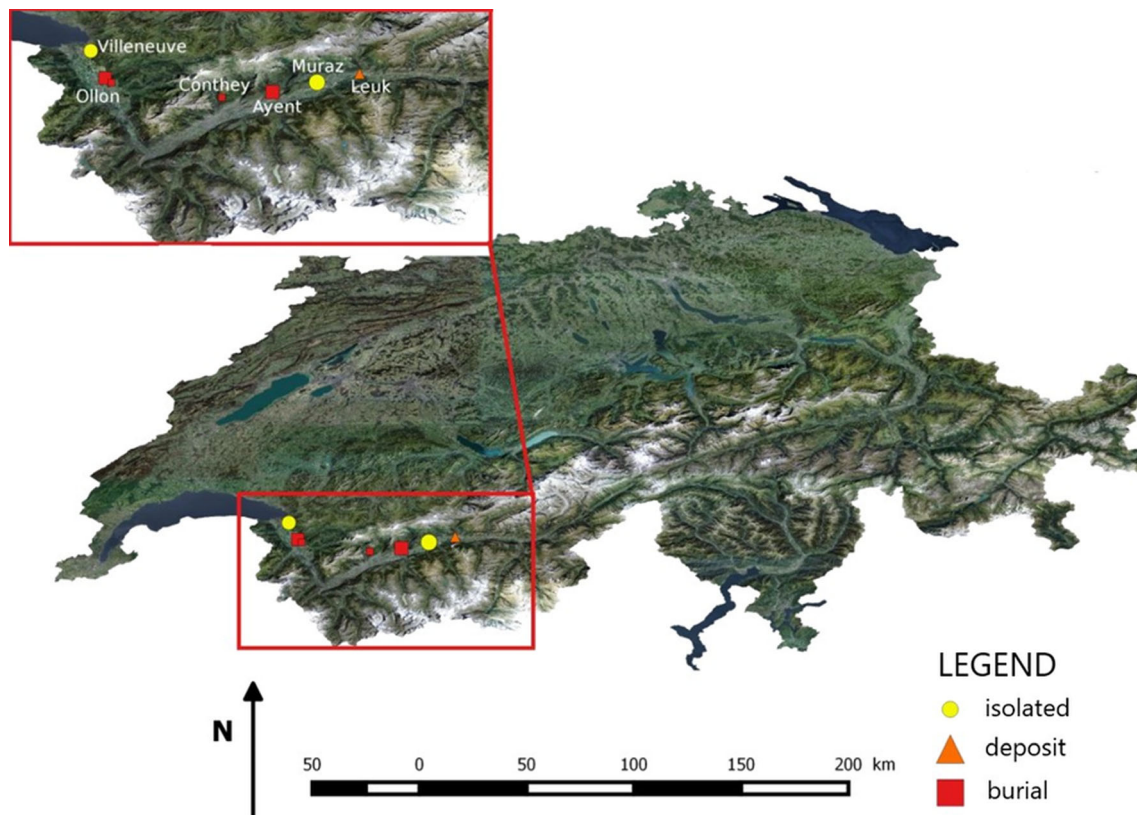 Villeneuve
Muraz
Conthey
Leuk
Ollon
Ayent
LEGEND
isolated
deposit
burial
N
50 0 50 100 150 200 km